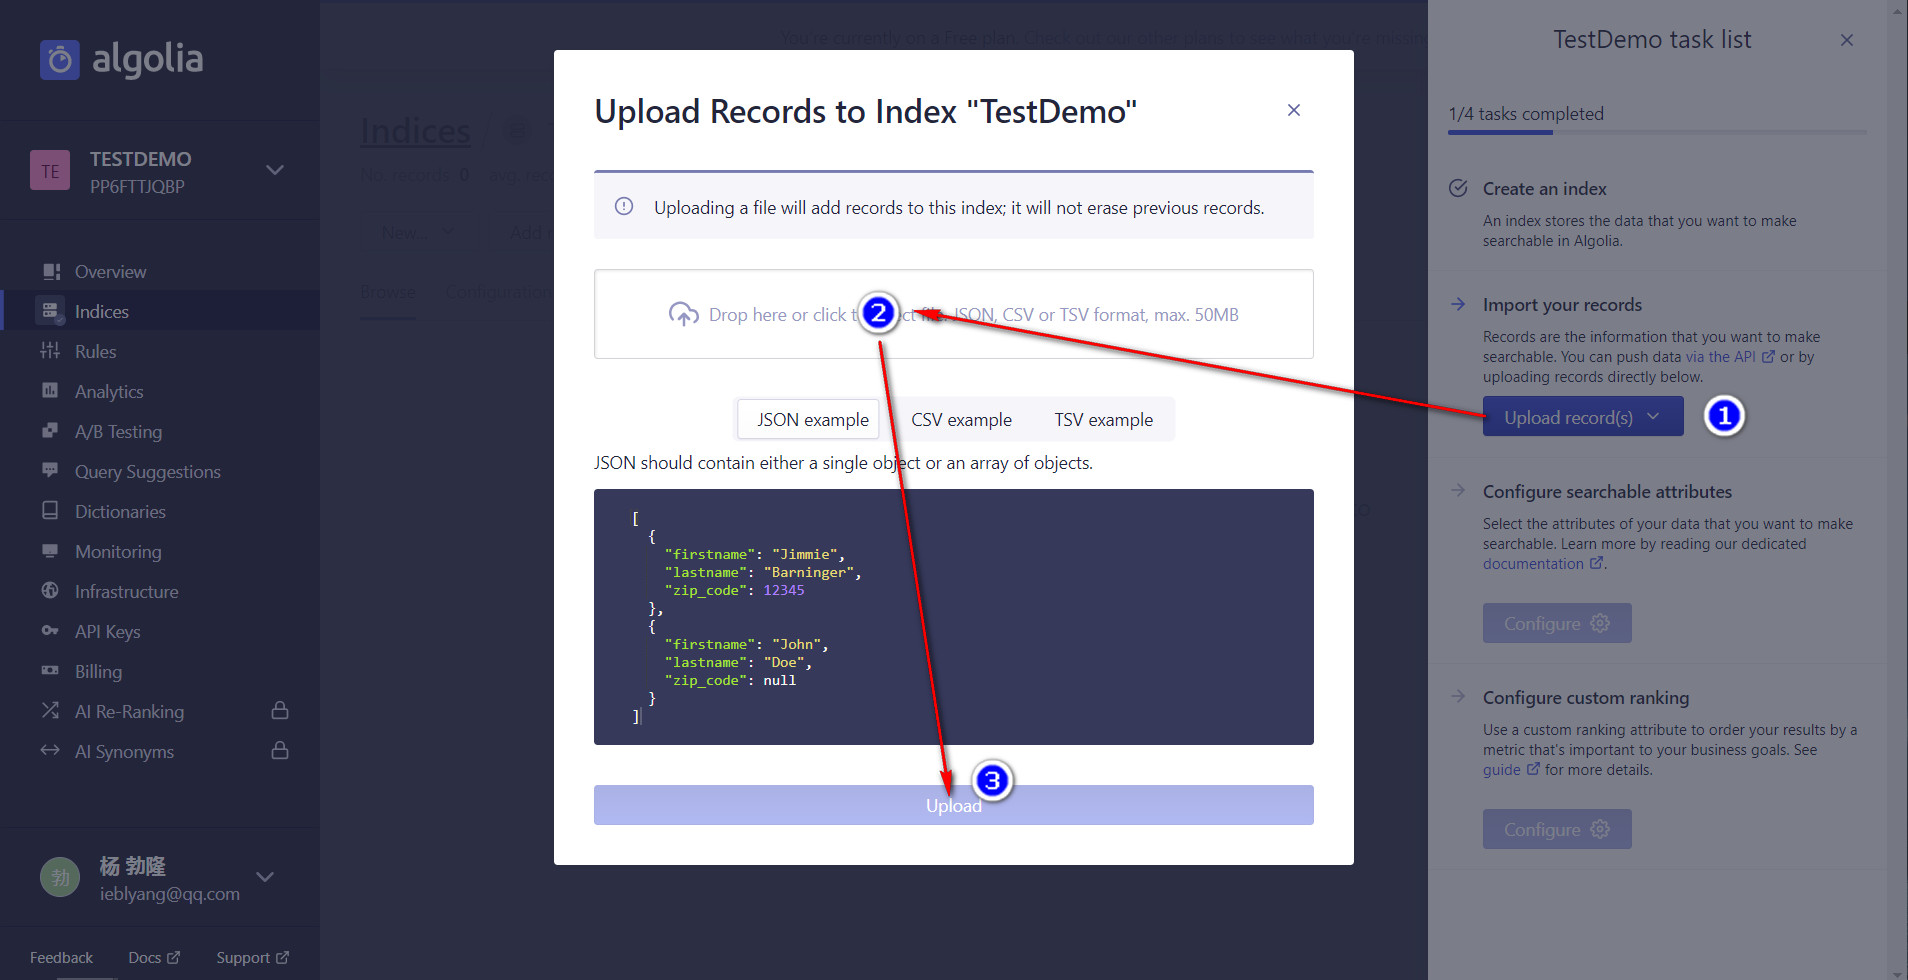 algolia
TE
TESTDEMO
PP6FTTJQBP
Overview
Indices
Rules
Analytics
A/B Testing
Query Suggestions
Dictionaries
Monitoring
Infrastructure
API Keys
Billing
AI Re-Ranking
AI Synonyms
勃
杨 勃隆
ieblyang@qq.com
Feedback
Docs
Support
You're currently on a Free plan. Check out our other plans to see what you're missin
Indices
No. records 0 avg. rec
New...
Add
Browse
Configuration
Upload Records to Index "TestDemo"
Uploading a file will add records to this index; it will not erase previous records.
Drop here or click t ect file. JSON, CSV or TSV format, max. 50MB
2
JSON example
CSV example
TSV example
JSON should contain either a single object or an array of objects.
[
{
"firstname": "Jimmie",
"lastname": "Barninger",
"zip_code": 12345
},
{
"firstname": "John",
"lastname": "Doe",
"zip_code": null
}
]
3
Upload
TestDemo task list
1/4 tasks completed
Create an index
An index stores the data that you want to make
searchable in Algolia.
Import your records
Records are the information that you want to make
searchable. You can push data via the API or by
uploading records directly below.
Upload record(s)
1
Configure searchable attributes
Select the attributes of your data that you want to make
searchable. Learn more by reading our dedicated
documentation .
Configure
Configure custom ranking
Use a custom ranking attribute to order your results by a
metric that's important to your business goals. See
guide for more details.
Configure